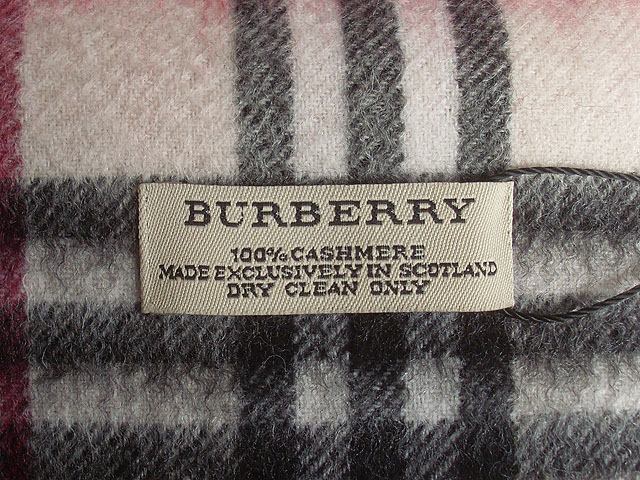 BURBERRY
100% CASHMERE
MADE EXCLUSIVELY IN SCOTLAND
DRY CLEAN ONLY